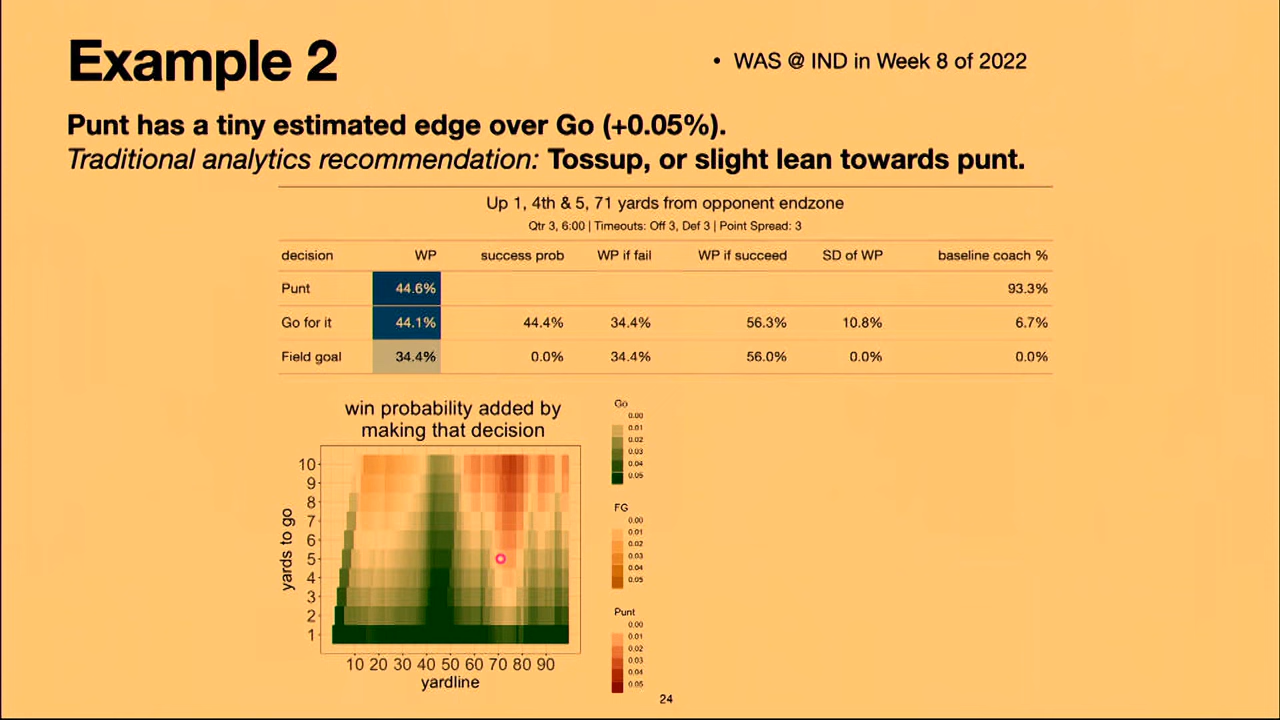 Example 2
• WAS @ IND in Week 8 of 2022
Punt has a tiny estimated edge over Go (+0.05%).
Traditional analytics recommendation: Tossup, or slight lean towards punt.
Up 1, 4th & 5, 71 yards from opponent endzone
Qtr 3, 6:00 | Timeouts: Off 3, Def 3 | Point Spread: 3
decision WP success prob WP if fail WP if succeed SD of WP baseline coach %
Punt 44.6% 93.3%
Go for it 44.1% 44.4% 34.4% 56.3% 10.8% 6.7%
Field goal 34.4% 0.0% 34.4% 56.0% 0.0% 0.0%
win probability added by
making that decision
yards to go
10
9
8
7
6
5
4
3
2
1
10 20 30 40 50 60 70 80 90
yardline
Go
0.00
0.01
0.02
0.03
0.04
0.05
FG
0.00
0.01
0.02
0.03
0.04
0.05
Punt
0.00
0.01
0.02
0.03
0.04
0.05
24